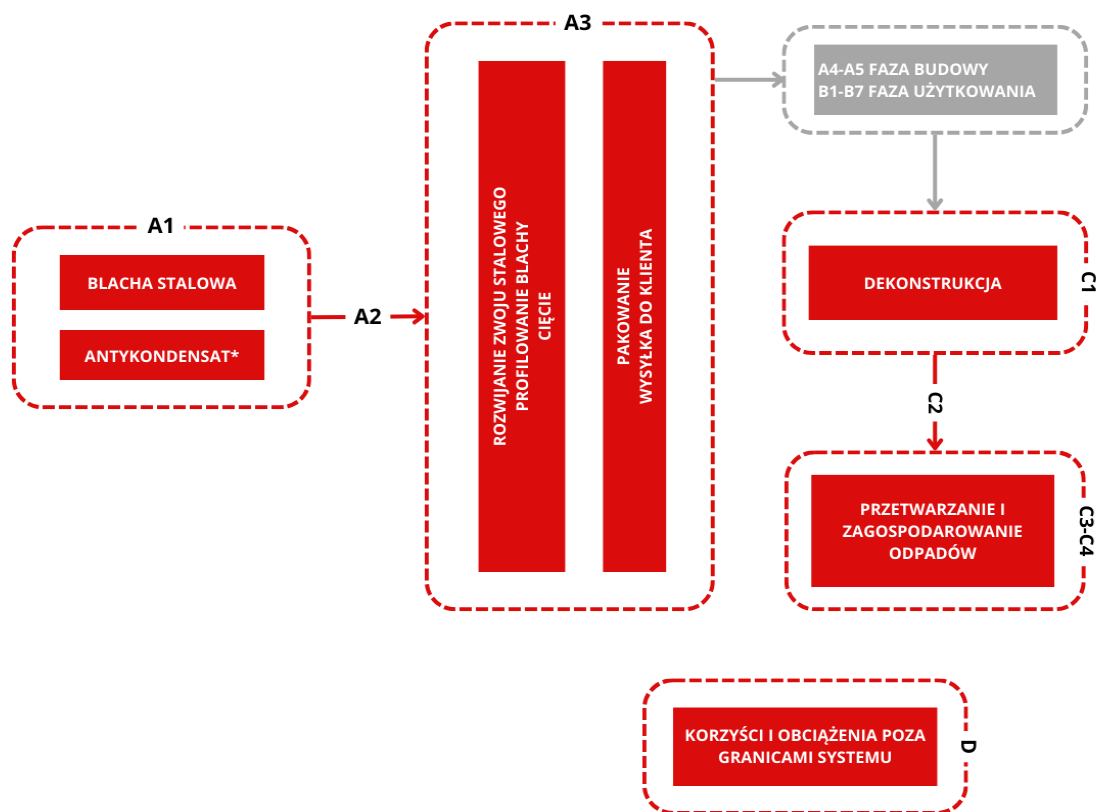 A1
BLACHA STALOWA
ANTYKONDENSAT*
A2
A3
ROZWIJANIE ZWOJU STALOWEGO
PROFILOWANIE BLACHY
CIĘCIE
PAKOWANIE
WYSYŁKA DO KLIENTA
A4-A5 FAZA BUDOWY
B1-B7 FAZA UŻYTKOWANIA
DEKONSTRUKCJA
C1
C2
PRZETWARZANIE I
ZAGOSPODAROWANIE
ODPADÓW
C3-C4
KORZYŚCI I OBCIĄŻENIA POZA
GRANICAMI SYSTEMU
D